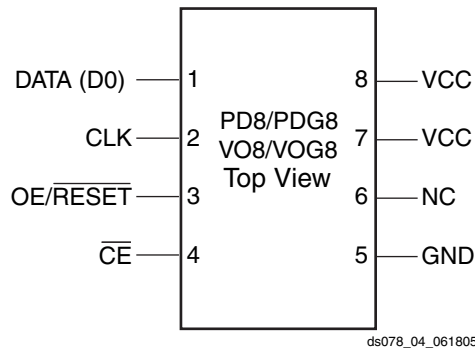 DATA (D0) 1 8 VCC
PD8/PDG8
CLK 2 7 VCC
VO8/VOG8
Top View
OE/RESET 3 6 NC
CE 4 5 GND
ds078_04_061805